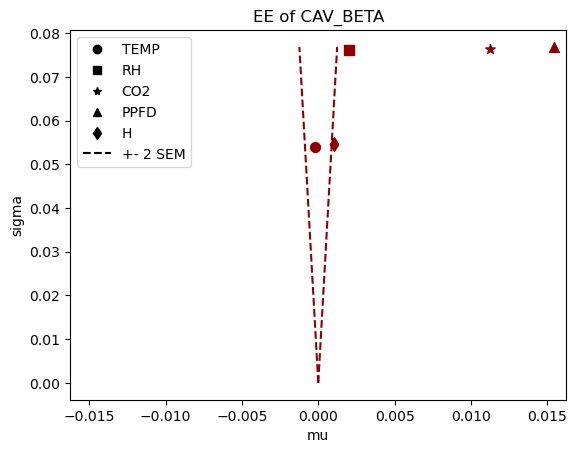 EE of CAV_BETA
TEMP
RH
CO2
PPFD
H
+- 2 SEM
sigma
0.08
0.07
0.06
0.05
0.04
0.03
0.02
0.01
0.00
−0.015
−0.010
−0.005
0.000
0.005
0.010
0.015
mu